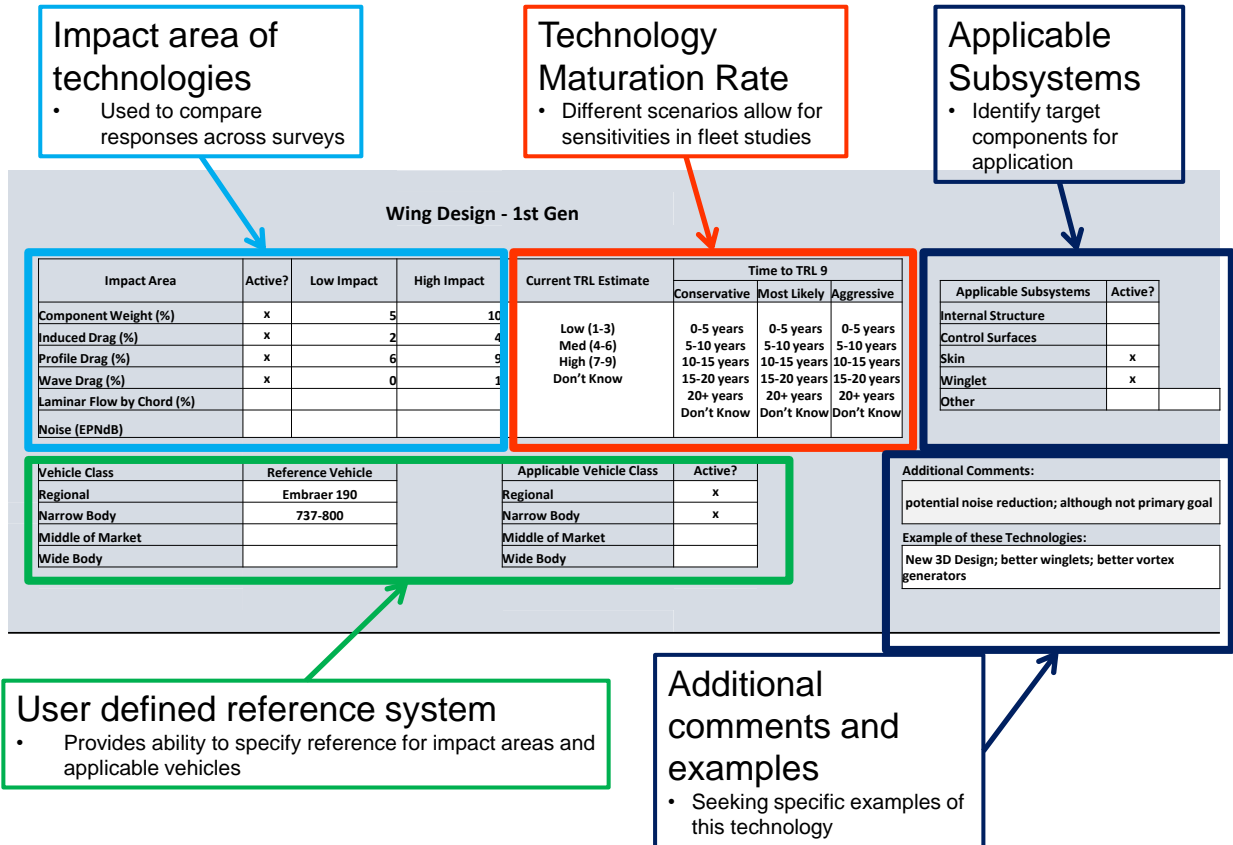 Impact area of
technologies
• Used to compare
responses across surveys
Technology
Maturation Rate
• Different scenarios allow for
sensitivities in fleet studies
Applicable
Subsystems
• Identify target
components for
application
Wing Design - 1st Gen
Impact Area Active? Low Impact High Impact
Component Weight (%) x 5 10
Induced Drag (%) x 2 4
Profile Drag (%) x 6 9
Wave Drag (%) x 0 1
Laminar Flow by Chord (%)
Noise (EPNdB)
Current TRL Estimate Time to TRL 9
Conservative Most Likely Aggressive
Low (1-3) 0-5 years 0-5 years 0-5 years
Med (4-6) 5-10 years 5-10 years 5-10 years
High (7-9) 10-15 years 10-15 years 10-15 years
Don't Know 15-20 years 15-20 years 15-20 years
20+ years 20+ years 20+ years
Don't Know Don't Know Don't Know
Applicable Subsystems Active?
Internal Structure
Control Surfaces
Skin x
Winglet x
Other
Vehicle Class Reference Vehicle
Regional Embraer 190
Narrow Body 737-800
Middle of Market
Wide Body
Applicable Vehicle Class Active?
Regional x
Narrow Body x
Middle of Market
Wide Body
Additional Comments:
potential noise reduction; although not primary goal
Example of these Technologies:
New 3D Design; better winglets; better vortex
generators
User defined reference system
• Provides ability to specify reference for impact areas and
applicable vehicles
Additional
comments and
examples
• Seeking specific examples of
this technology